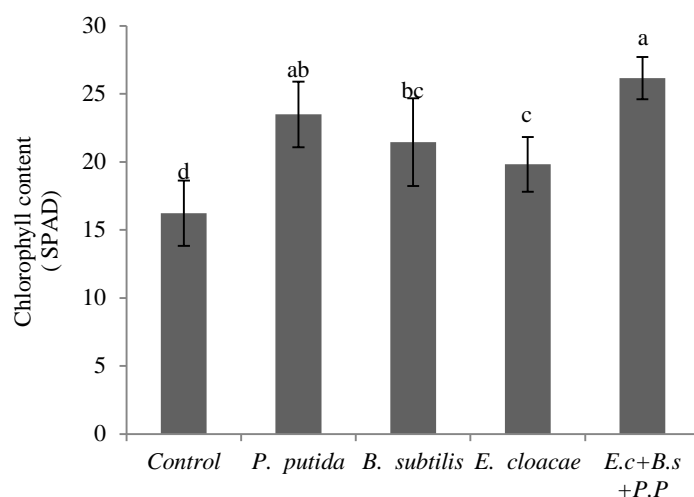 30
25
20
15
10
5
0
Chlorophyll content
( SPAD)
d
ab
bc
c
a
Control
P. putida
B. subtilis
E. cloacae
E.c+B.s
+P.P